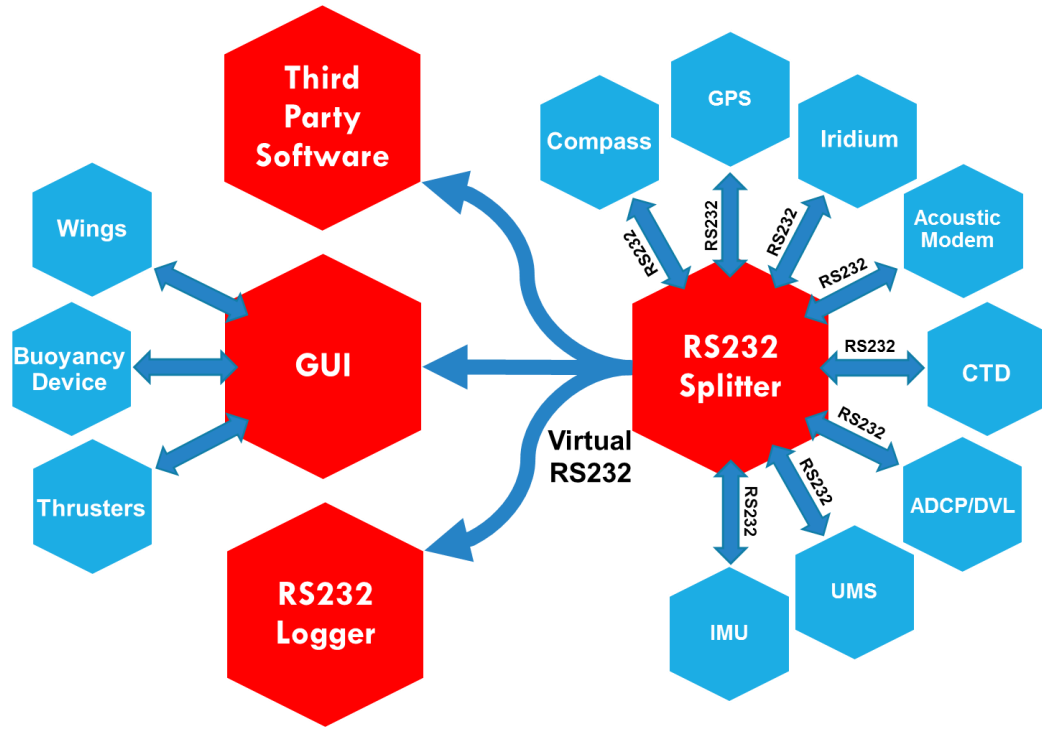 Third
Party
Software
Wings
Buoyancy
Device
Thrusters
GUI
RS232
Logger
Virtual
RS232
RS232
Splitter
Compass
RS232
GPS
RS232
Iridium
RS232
Acoustic
Modem
RS232
CTD
RS232
ADCP/DVL
RS232
UMS
RS232
IMU
RS232